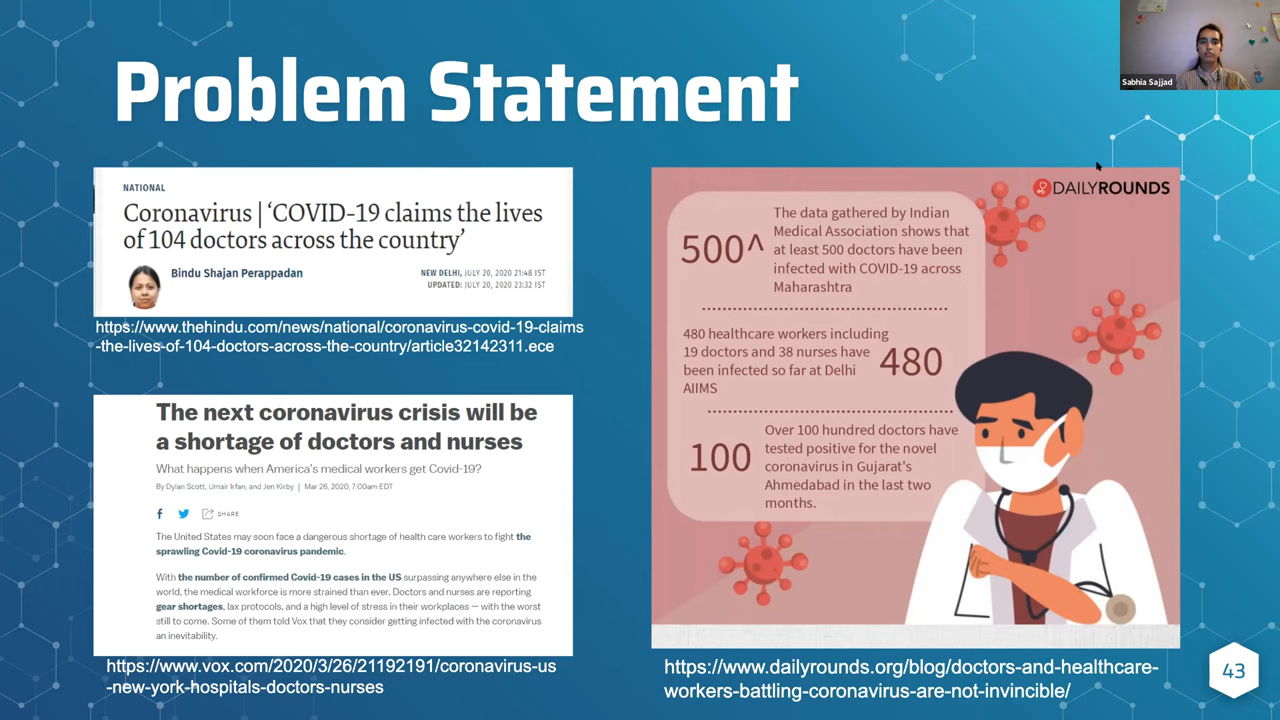 Problem Statement
Sabhia Sajjad
NATIONAL
Coronavirus | ‘COVID-19 claims the lives
of 104 doctors across the country’
Bindu Shajan Perappadan
NEW DELHI, JULY 20, 2020 21:48 IST
UPDATED: JULY 20, 2020 23:32 IST
https://www.thehindu.com/news/national/coronavirus-covid-19-claims
-the-lives-of-104-doctors-across-the-country/article32142311.ece
The next coronavirus crisis will be
a shortage of doctors and nurses
What happens when America's medical workers get Covid-19?
By Dylan Scott, Umair Irfan, and Jen Kirby | Mar 26, 2020, 7:00am EDT
f SHARE
The United States may soon face a dangerous shortage of health care workers to fight the
sprawling Covid-19 coronavirus pandemic.
With the number of confirmed Covid-19 cases in the US surpassing anywhere else in the
world, the medical workforce is more strained than ever. Doctors and nurses are reporting
gear shortages, lax protocols, and a high level of stress in their workplaces — with the worst
still to come. Some of them told Vox that they consider getting infected with the coronavirus
an inevitability.
https://www.vox.com/2020/3/26/21192191/coronavirus-us
-new-york-hospitals-doctors-nurses
DAILYROUNDS
500^
The data gathered by Indian
Medical Association shows that
at least 500 doctors have been
infected with COVID-19 across
Maharashtra
480 healthcare workers including
19 doctors and 38 nurses have
been infected so far at Delhi
AIIMS
480
100
Over 100 hundred doctors have
tested positive for the novel
coronavirus in Gujarat's
Ahmedabad in the last two
months.
https://www.dailyrounds.org/blog/doctors-and-healthcare-
workers-battling-coronavirus-are-not-invincible/
43